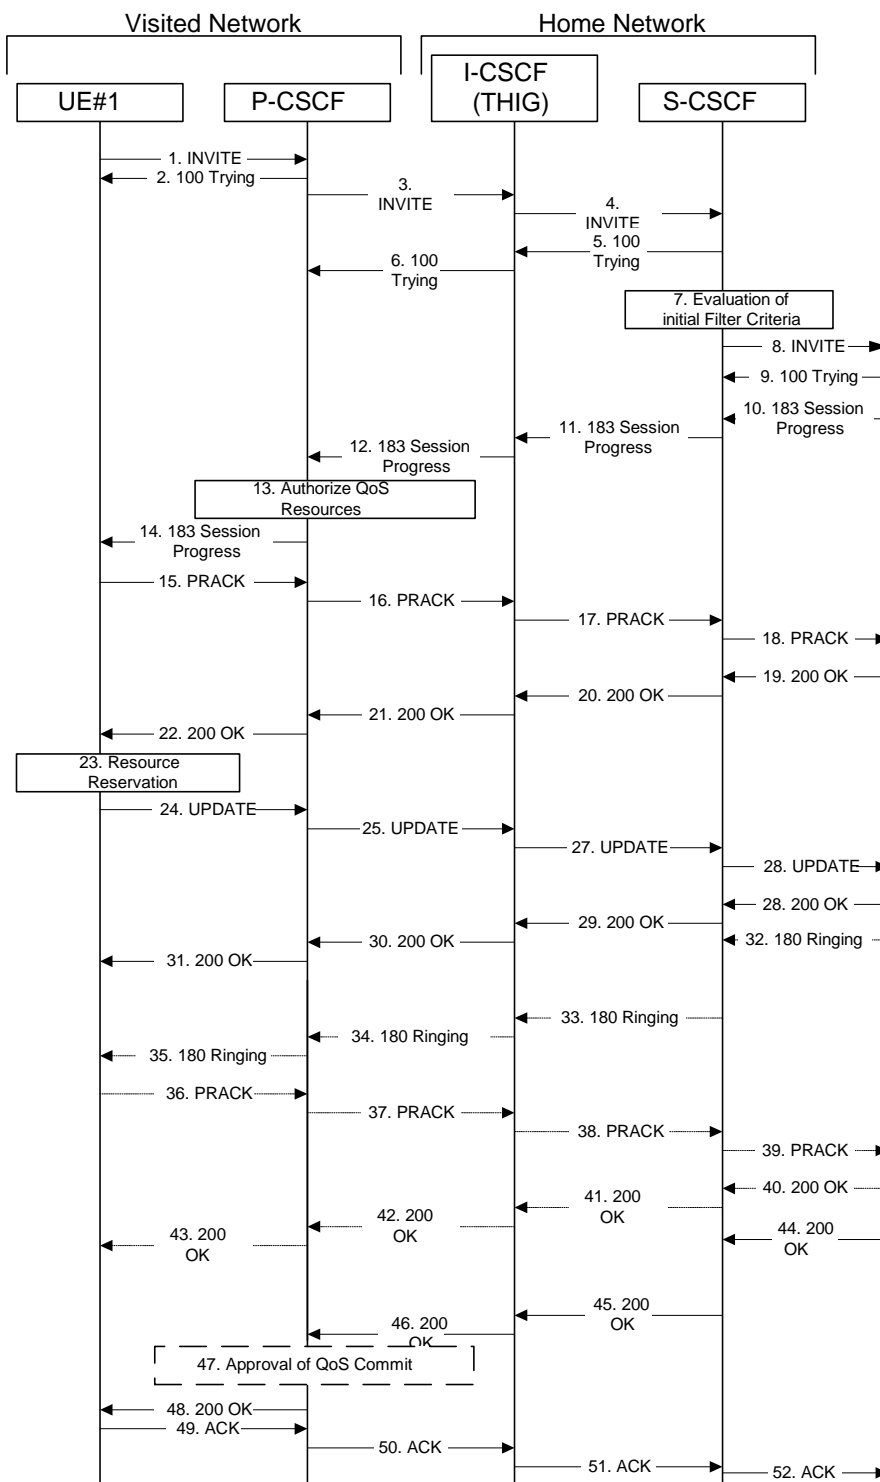 Visited Network
Home Network
UE#1
P-CSCF
I-CSCF
(THIG)
S-CSCF
1. INVITE
2. 100 Trying
3.
INVITE
4.
INVITE
5. 100
Trying
6. 100
Trying
7. Evaluation of
initial Filter Criteria
8. INVITE
9. 100 Trying
10. 183 Session
Progress
11. 183 Session
Progress
12. 183 Session
Progress
13. Authorize QoS
Resources
14. 183 Session
Progress
15. PRACK
16. PRACK
17. PRACK
18. PRACK
19. 200 OK
20. 200 OK
21. 200 OK
22. 200 OK
23. Resource
Reservation
24. UPDATE
25. UPDATE
27. UPDATE
28. UPDATE
28. 200 OK
29. 200 OK
30. 200 OK
32. 180 Ringing
31. 200 OK
33. 180 Ringing
34. 180 Ringing
35. 180 Ringing
36. PRACK
37. PRACK
38. PRACK
39. PRACK
40. 200 OK
41. 200
OK
42. 200
OK
43. 200
OK
44. 200
OK
45. 200
OK
46. 200
OK
47. Approval of QoS Commit
48. 200 OK
49. ACK
50. ACK
51. ACK
52. ACK